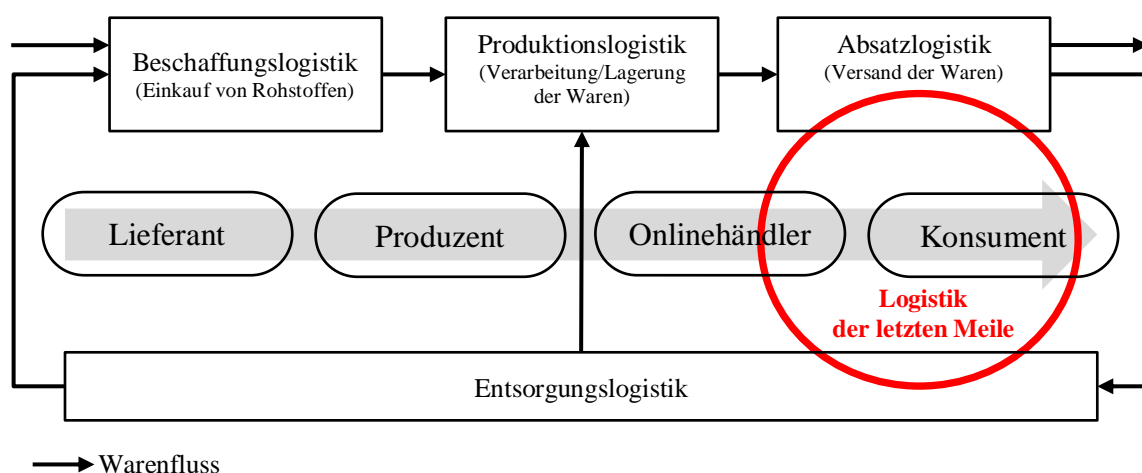 Beschaffungslogistik
(Einkauf von Rohstoffen)
Produktionslogistik
(Verarbeitung/Lagerung
der Waren)
Absatzlogistik
(Versand der Waren)
Lieferant
Produzent
Onlinehändler
Konsument
Logistik
der letzten Meile
Entsorgungslogistik
Warenfluss